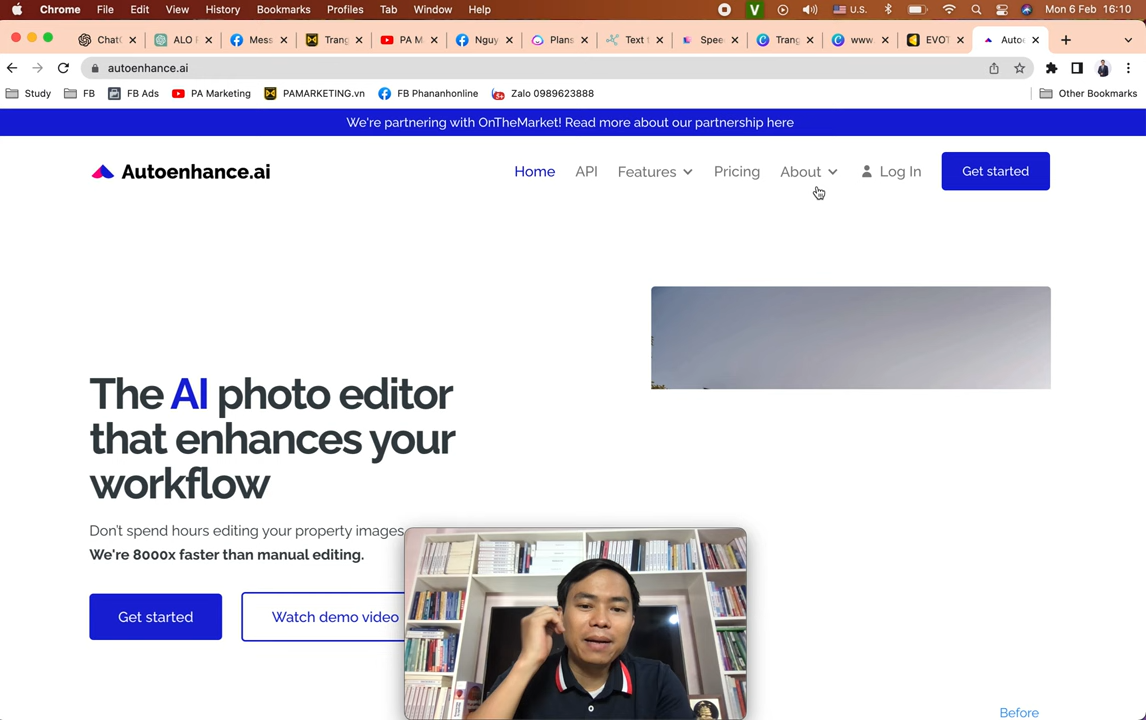 Chrome File Edit View History Bookmarks Profiles Tab Window Help V U.S. Mon 6 Feb 16:10
ChatG ALO Mess Trang PA M Nguy Plans Text t Spee Trang www. EVOT Auto
autoenhance.ai
Study FB FB Ads PA Marketing PAMARKETING.vn FB Phananhonline Zalo 0989623888 Other Bookmarks
We're partnering with OnTheMarket! Read more about our partnership here
Autoenhance.ai Home API Features Pricing About Log In Get started
The AI photo editor
that enhances your
workflow
Don't spend hours editing your property images
We're 8000x faster than manual editing.
Get started Watch demo video
Before